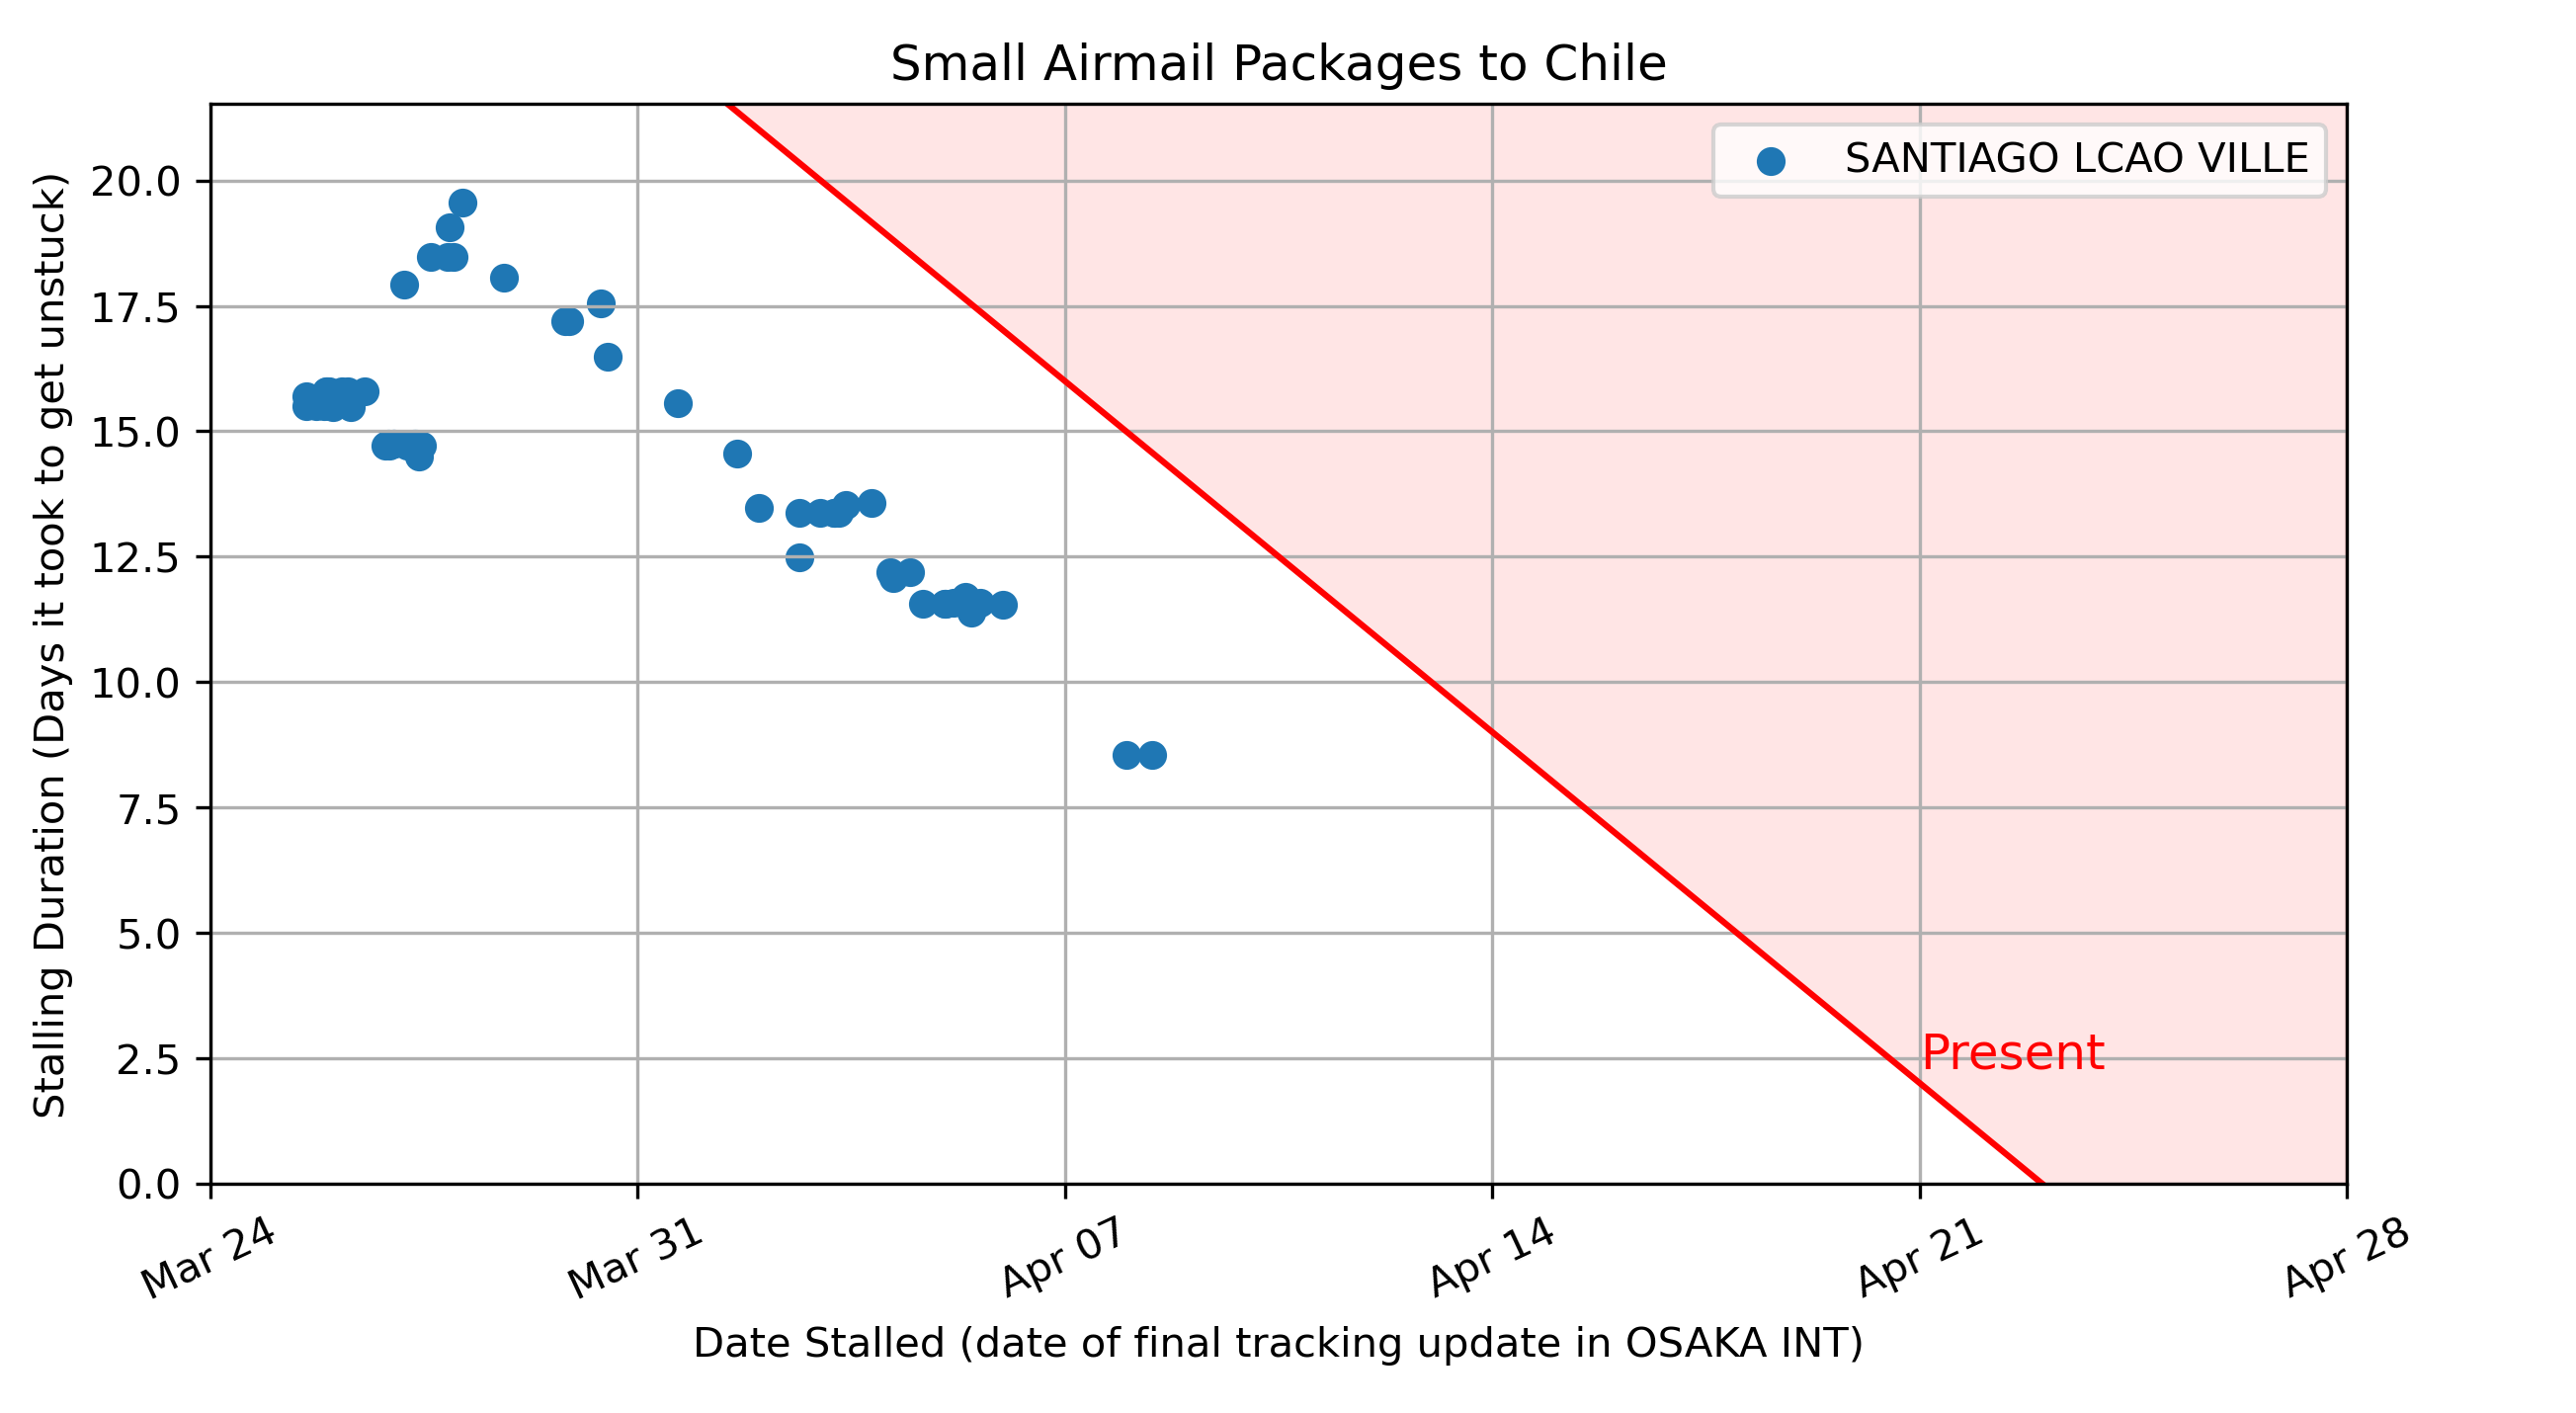 Small Airmail Packages to Chile
SANTIAGO LCAO VILLE
Stalling Duration (Days it took to get unstuck)
20.0
17.5
15.0
12.5
10.0
7.5
5.0
2.5
0.0
Present
Mar 24
Mar 31
Apr 07
Apr 14
Apr 21
Apr 28
Date Stalled (date of final tracking update in OSAKA INT)